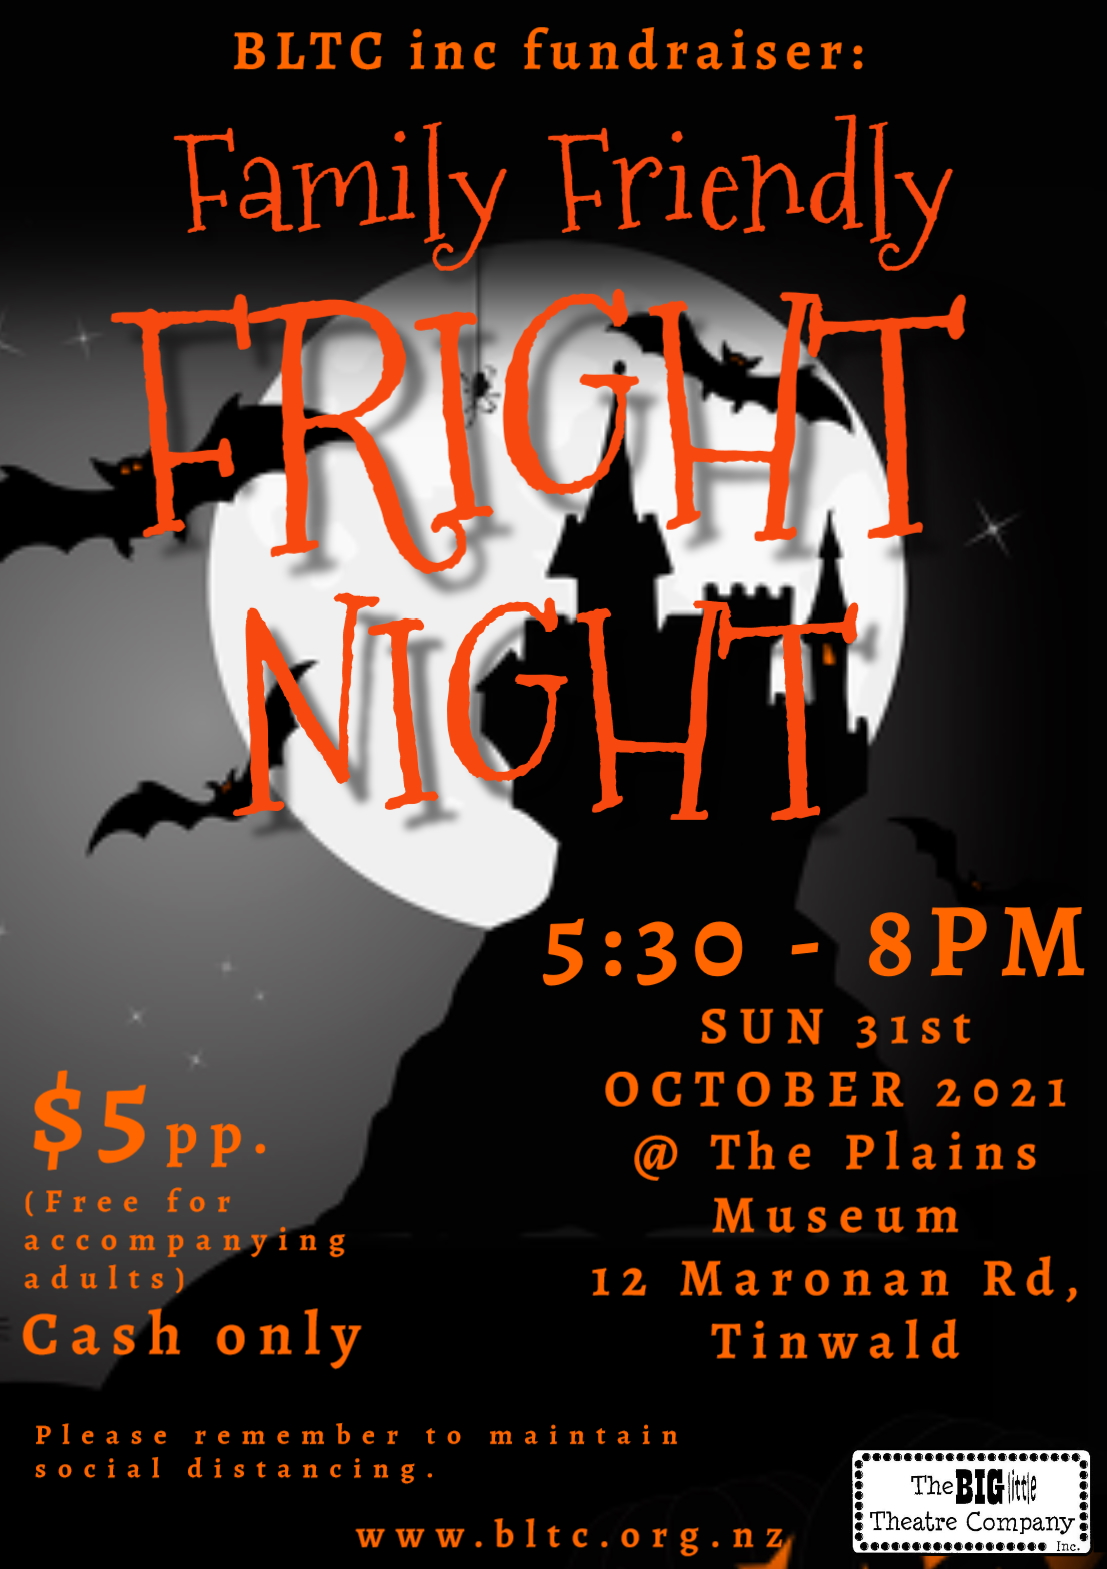 BLTC inc fundraiser:
Family Friendly
FRIGHT
NIGHT
5:30 - 8PM
SUN 31st
OCTOBER 2021
@ The Plains
Museum
12 Maronan Rd,
Tinwald
$5pp.
(Free for
accompanying
adults)
Cash only
Please remember to maintain
social distancing.
www.bltc.org.nz
The BIG little
Theatre Company
Inc.